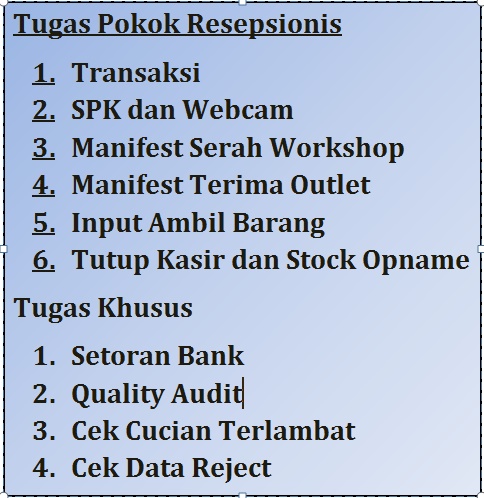 Tugas Pokok Resepsionis
1. Transaksi
2. SPK dan Webcam
3. Manifest Serah Workshop
4. Manifest Terima Outlet
5. Input Ambil Barang
6. Tutup Kasir dan Stock Opname
Tugas Khusus
1. Setoran Bank
2. Quality Audit
3. Cek Cucian Terlambat
4. Cek Data Reject